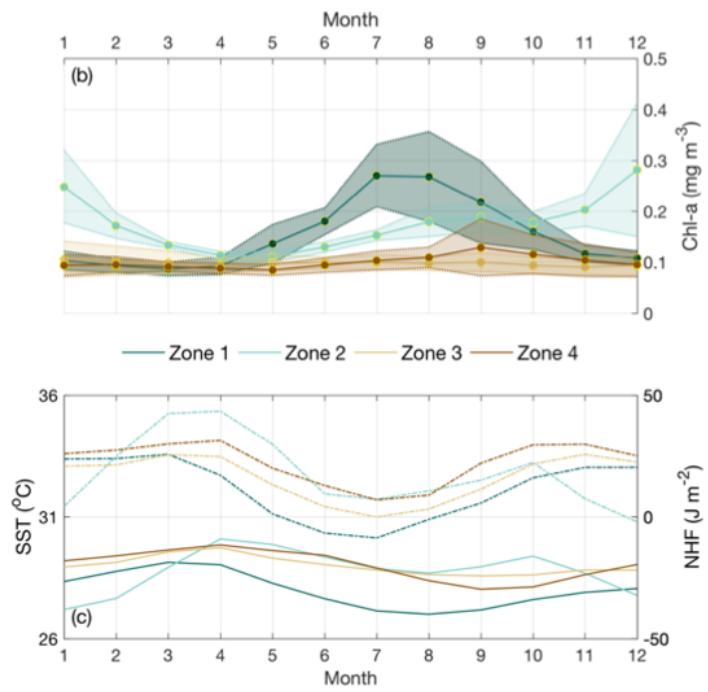 Month
1 2 3 4 5 6 7 8 9 10 11 12
(b)
0.5
0.4
0.3
0.2
0.1
0
Chl-a (mg m⁻³)
Zone 1 Zone 2 Zone 3 Zone 4
36
31
26
SST (⁰C)
50
0
-50
NHF (J m⁻²)
(c)
1 2 3 4 5 6 7 8 9 10 11 12
Month